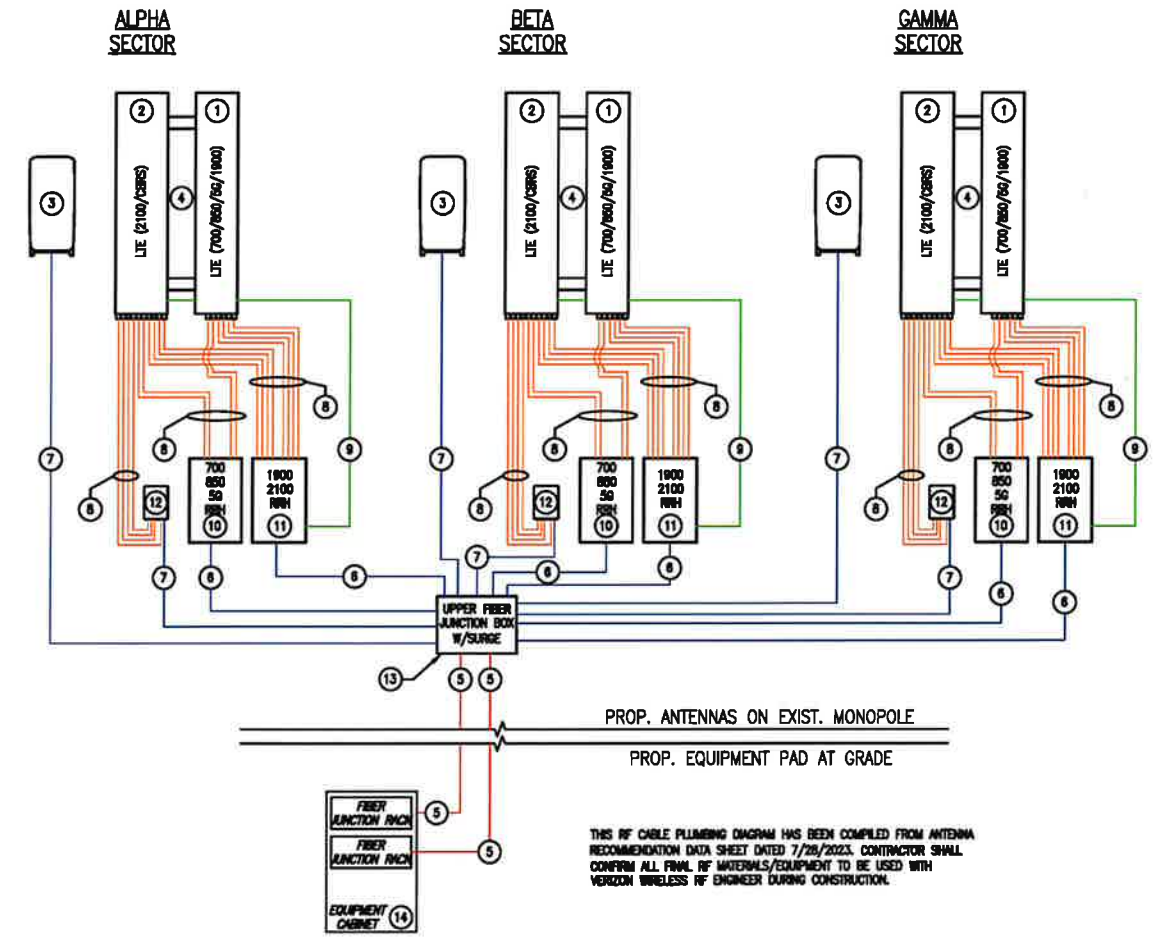 ALPHA
SECTOR
BETA
SECTOR
GAMMA
SECTOR
2
1
3
4
LTE (2100/CBRS)
LTE (700/850/5G/1900)
2
1
3
4
LTE (2100/CBRS)
LTE (700/850/5G/1900)
2
1
3
4
LTE (2100/CBRS)
LTE (700/850/5G/1900)
8
8
7
9
8
12
700
850
5G
RRH
10
1900
2100
RRH
11
8
8
7
9
8
12
700
850
5G
RRH
10
1900
2100
RRH
11
8
8
7
9
8
12
700
850
5G
RRH
10
1900
2100
RRH
11
7
6
6
7
6
6
7
6
6
UPPER FIBER
JUNCTION BOX
W/SURGE
13
5
5
PROP. ANTENNAS ON EXIST. MONOPOLE
PROP. EQUIPMENT PAD AT GRADE
FIBER
JUNCTION RACK
5
FIBER
JUNCTION RACK
5
EQUIPMENT
CABINET
14
THIS RF CABLE PLUMBING DIAGRAM HAS BEEN COMPILED FROM ANTENNA
RECOMMENDATION DATA SHEET DATED 7/28/2023. CONTRACTOR SHALL
CONFIRM ALL FINAL RF MATERIALS/EQUIPMENT TO BE USED WITH
VERIZON WIRELESS RF ENGINEER DURING CONSTRUCTION.